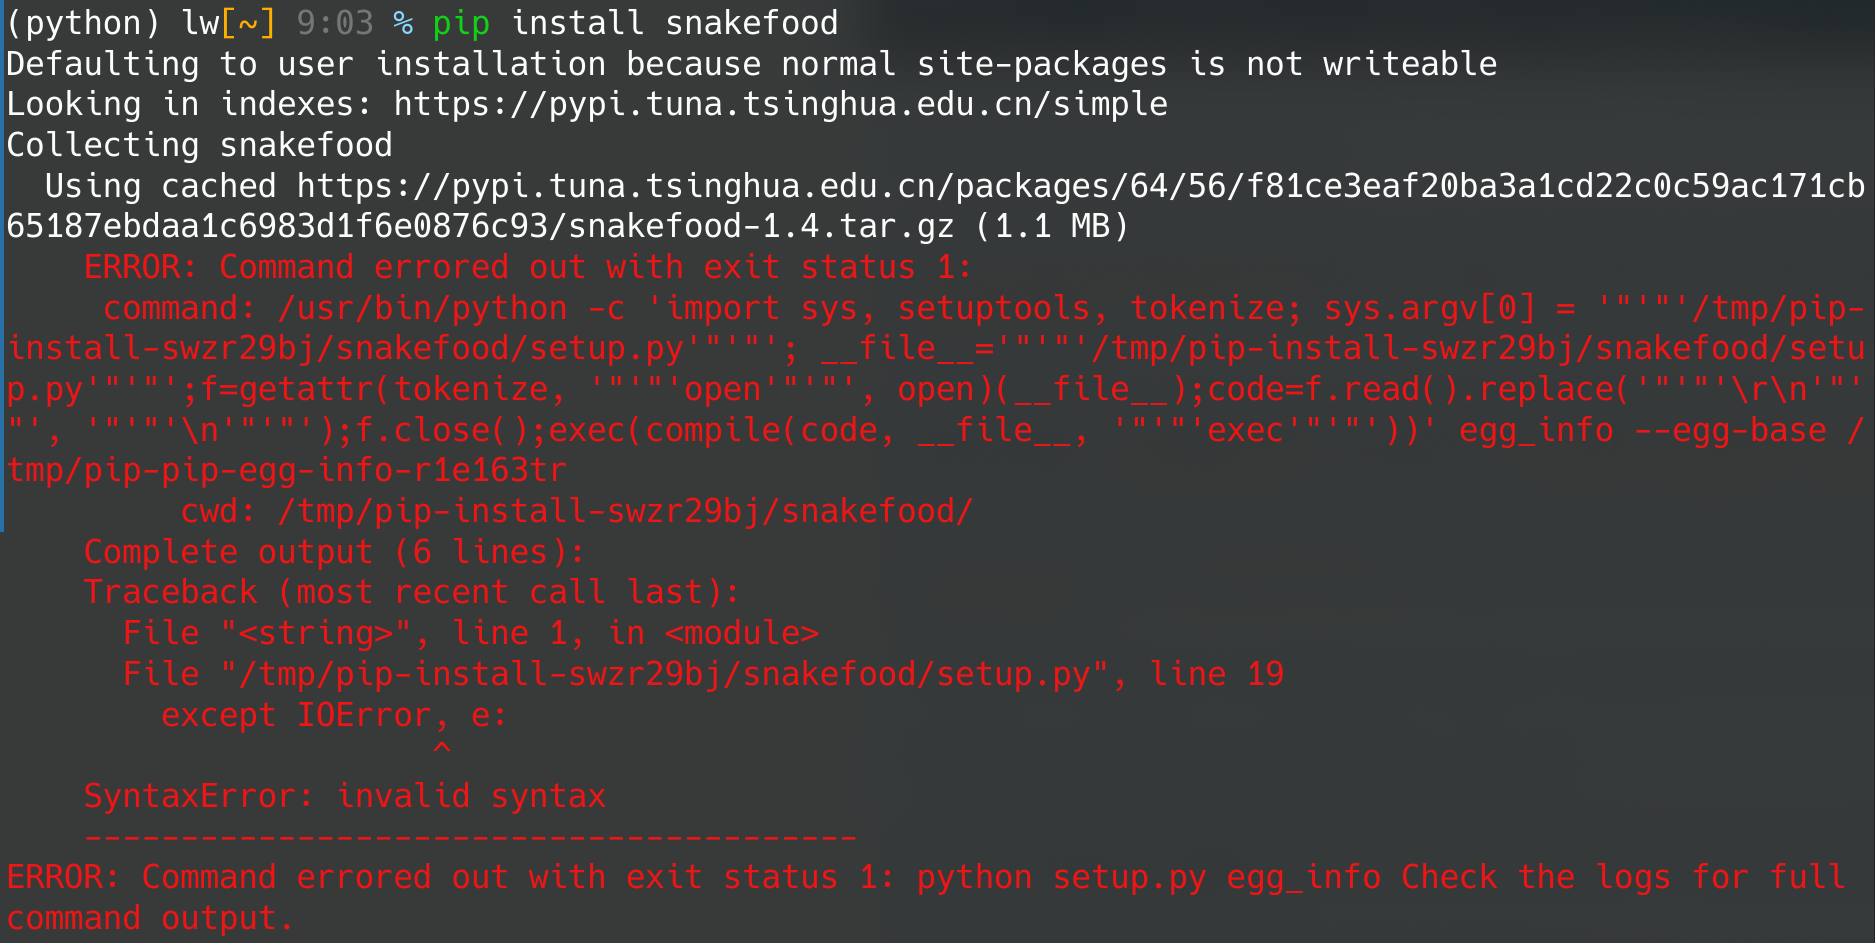 (python) lw[~] 9:03 % pip install snakefood
Defaulting to user installation because normal site-packages is not writeable
Looking in indexes: https://pypi.tuna.tsinghua.edu.cn/simple
Collecting snakefood
  Using cached https://pypi.tuna.tsinghua.edu.cn/packages/64/56/f81ce3eaf20ba3a1cd22c0c59ac171cb
65187ebdaa1c6983d1f6e0876c93/snakefood-1.4.tar.gz (1.1 MB)
    ERROR: Command errored out with exit status 1:
     command: /usr/bin/python -c 'import sys, setuptools, tokenize; sys.argv[0] = '"'"'/tmp/pip-
install-swzr29bj/snakefood/setup.py'"'"'; __file__='"'"'/tmp/pip-install-swzr29bj/snakefood/setu
p.py'"'"';f=getattr(tokenize, '"'"'open'"'"', open)(__file__);code=f.read().replace('"'"'\r\n'"'
"', '"'"'\n'"'"');f.close();exec(compile(code, __file__, '"'"'exec'"'"'))' egg_info --egg-base /
tmp/pip-pip-egg-info-r1e163tr
         cwd: /tmp/pip-install-swzr29bj/snakefood/
    Complete output (6 lines):
    Traceback (most recent call last):
      File "<string>", line 1, in <module>
      File "/tmp/pip-install-swzr29bj/snakefood/setup.py", line 19
        except IOError, e:
                      ^
    SyntaxError: invalid syntax
    ----------------------------------------
ERROR: Command errored out with exit status 1: python setup.py egg_info Check the logs for full
command output.